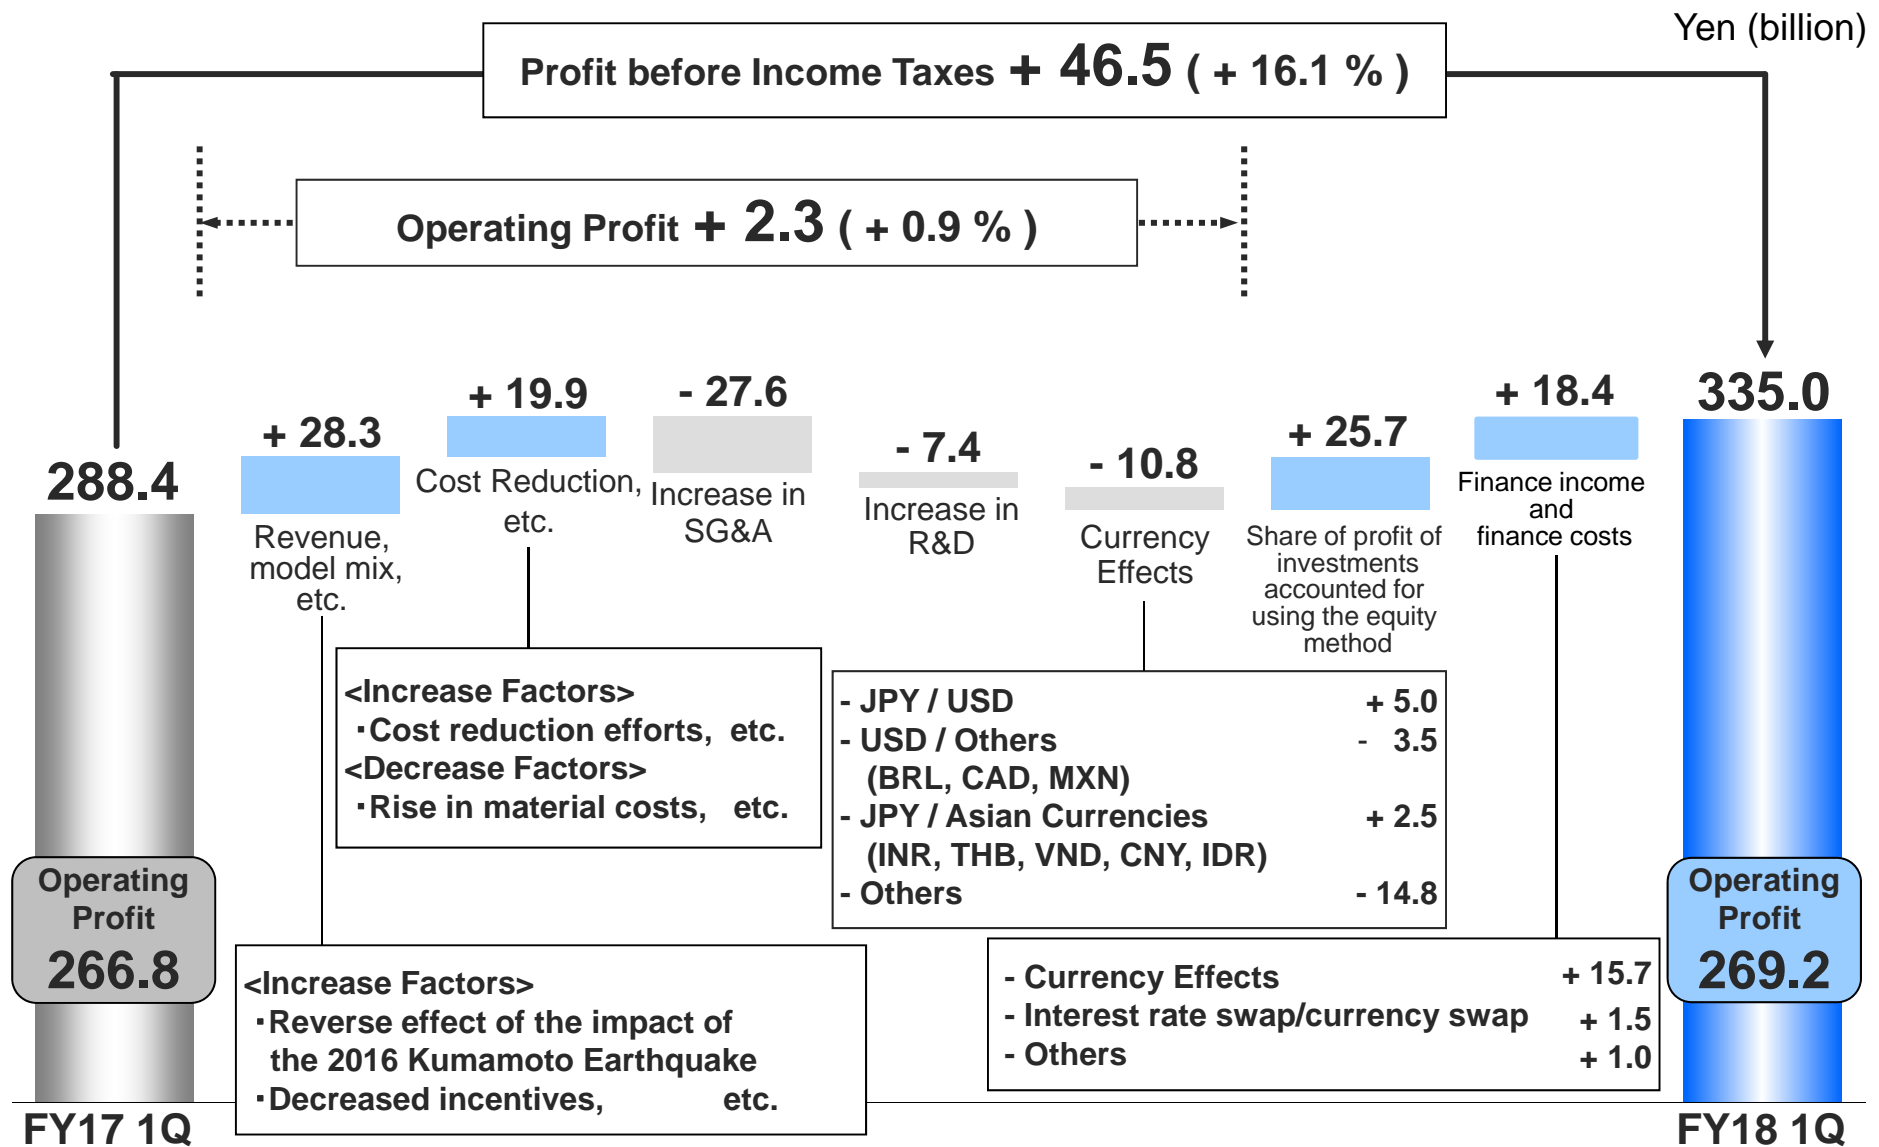 Yen (billion)
Profit before Income Taxes + 46.5 ( + 16.1 % )
Operating Profit + 2.3 ( + 0.9 % )
288.4
+ 28.3
Revenue,
model mix,
etc.
+ 19.9
Cost Reduction,
etc.
- 27.6
Increase in
SG&A
- 7.4
Increase in
R&D
- 10.8
Currency
Effects
+ 25.7
Share of profit of
investments
accounted for
using the equity
method
+ 18.4
Finance income
and
finance costs
335.0
<Increase Factors>
・Cost reduction efforts, etc.
<Decrease Factors>
・Rise in material costs, etc.
- JPY / USD + 5.0
- USD / Others - 3.5
(BRL, CAD, MXN)
- JPY / Asian Currencies + 2.5
(INR, THB, VND, CNY, IDR)
- Others - 14.8
Operating
Profit
266.8
<Increase Factors>
・Reverse effect of the impact of
the 2016 Kumamoto Earthquake
・Decreased incentives, etc.
- Currency Effects + 15.7
- Interest rate swap/currency swap + 1.5
- Others + 1.0
Operating
Profit
269.2
FY17 1Q
FY18 1Q